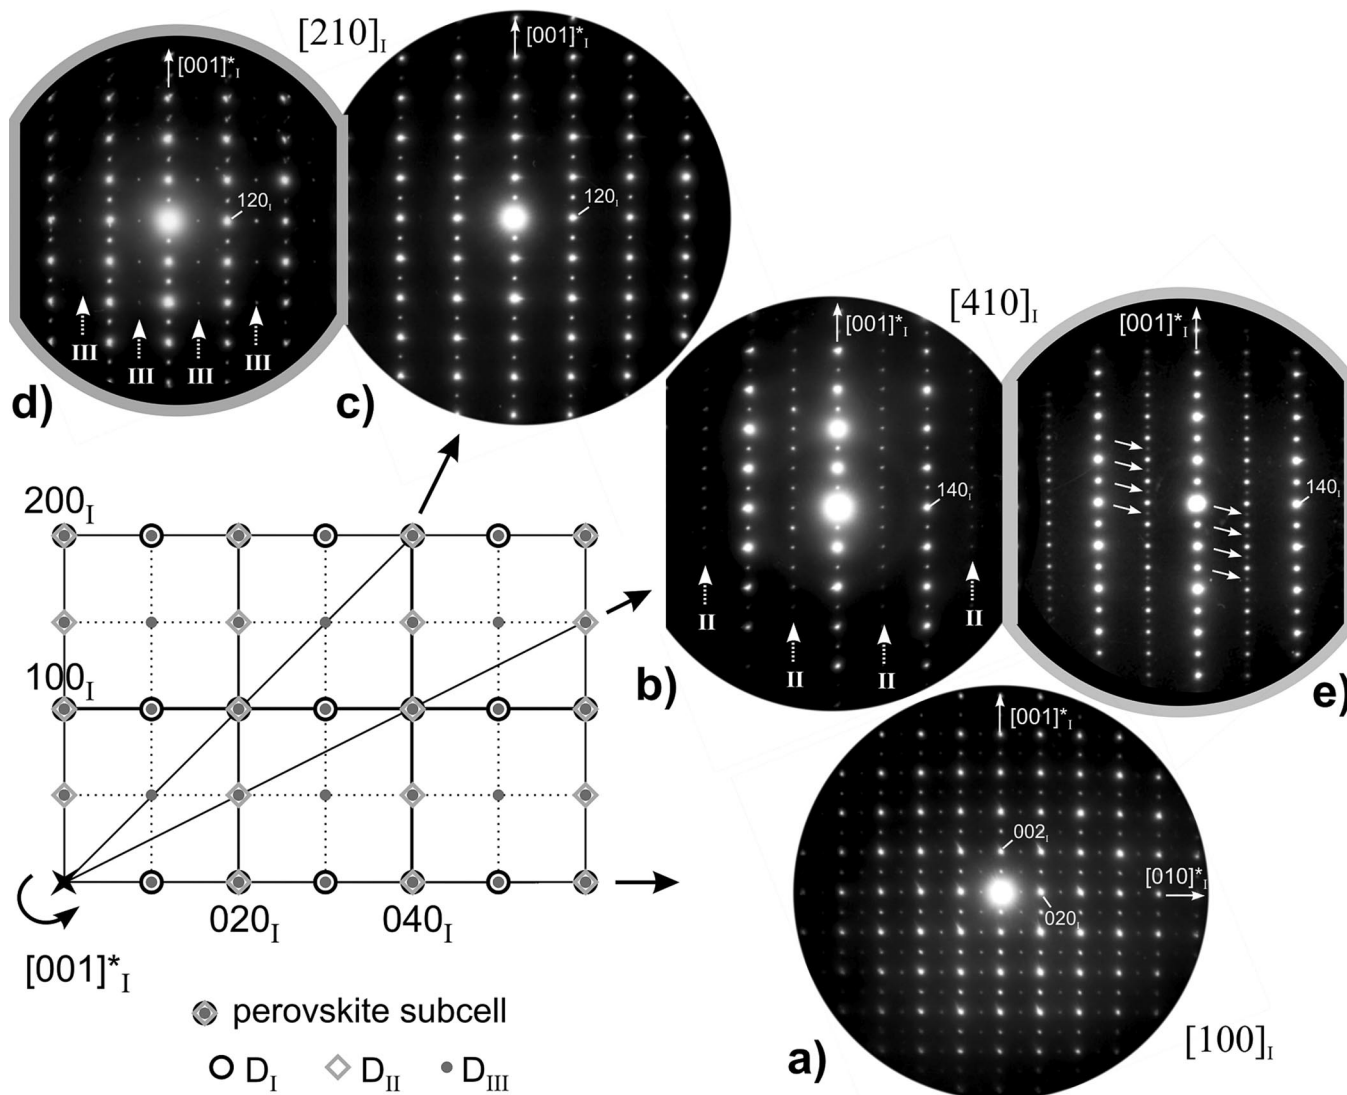 [210]I
[001]*I
[001]*I
120I
120I
III
III
III
III
d)
c)
[410]I
[001]*I
[001]*I
140I
140I
II
II
II
II
b)
e)
200I
100I
020I
040I
[001]*I
perovskite subcell
DI
DII
DIII
[001]*I
002I
[010]*I
020I
a)
[100]I